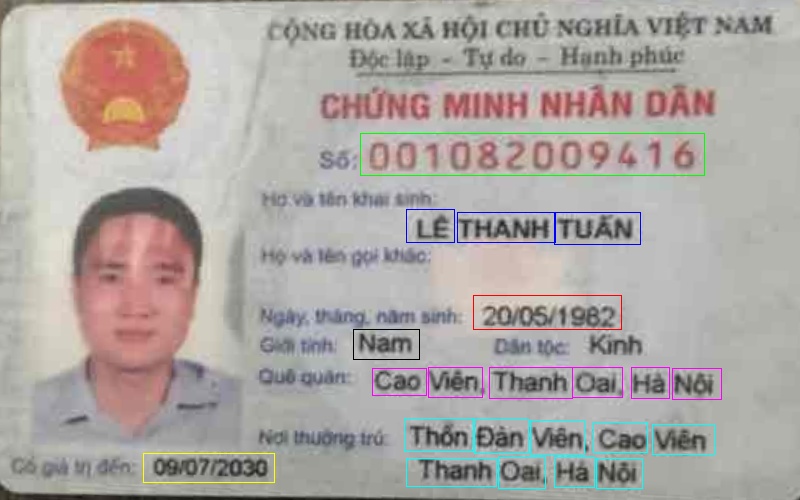 CỘNG HÒA XÃ HỘI CHỦ NGHĨA VIỆT NAM
Độc lập - Tự do - Hạnh phúc
CHỨNG MINH NHÂN DÂN
Số: 001082009416
Họ và tên khai sinh:
LÊ THANH TUẤN
Họ và tên gọi khác:
Ngày, tháng, năm sinh: 20/05/1982
Giới tính: Nam Dân tộc: Kinh
Quê quán: Cao Viên, Thanh Oai, Hà Nội
Nơi thường trú: Thôn Đàn Viên, Cao Viên
Thanh Oai, Hà Nội
Có giá trị đến: 09/07/2030